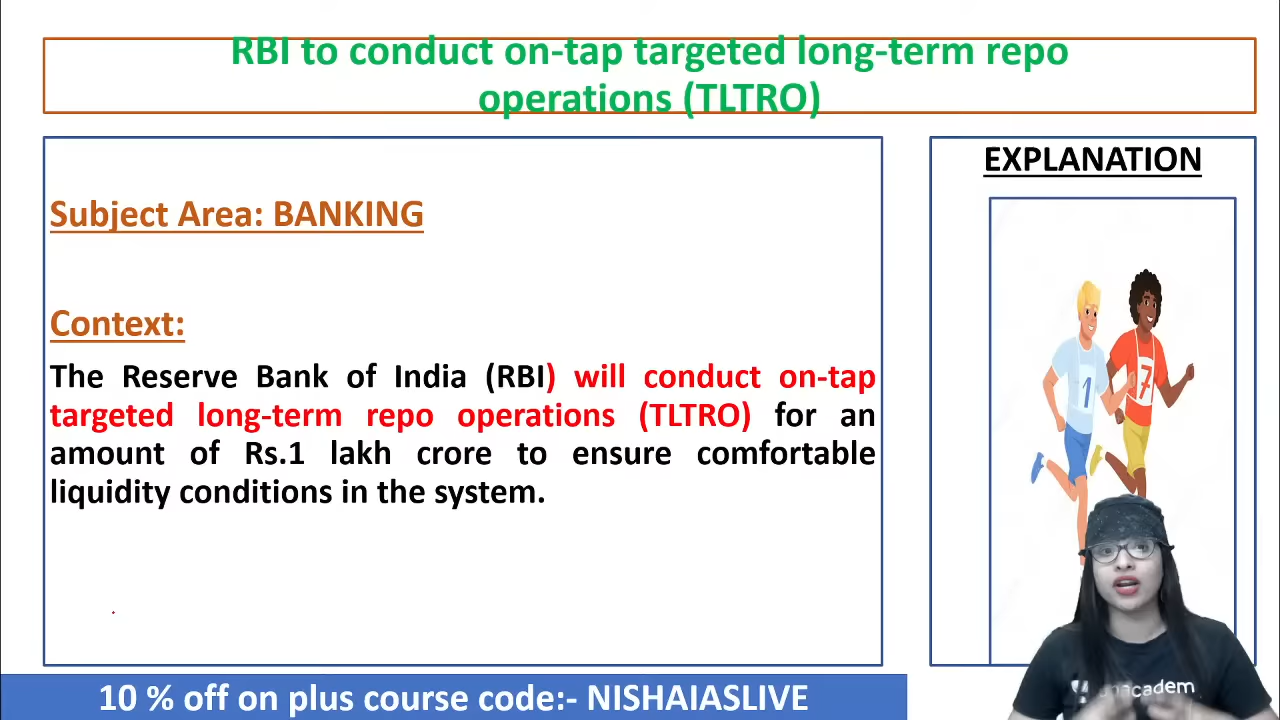 RBI to conduct on-tap targeted long-term repo
operations (TLTRO)
Subject Area: BANKING
Context:
The Reserve Bank of India (RBI) will conduct on-tap
targeted long-term repo operations (TLTRO) for an
amount of Rs.1 lakh crore to ensure comfortable
liquidity conditions in the system.
EXPLANATION
1
7
10 % off on plus course code:- NISHAIASLIVE